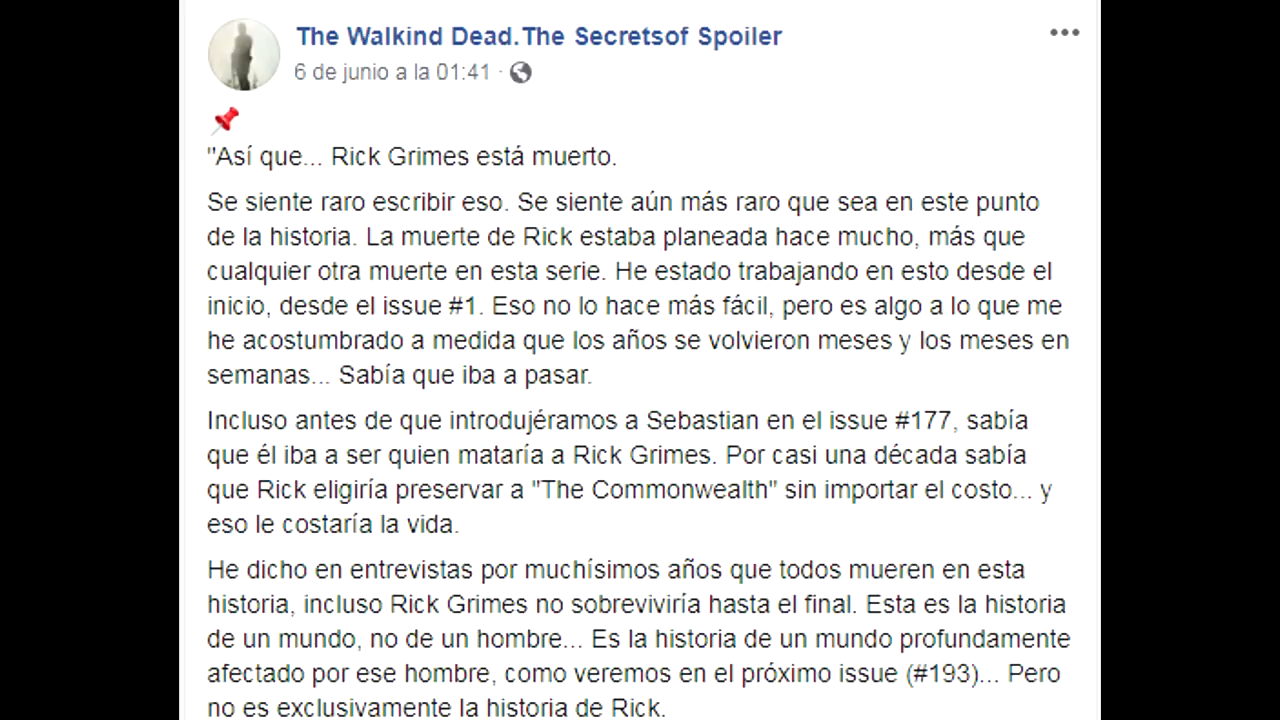 The Walkind Dead.The Secretsof Spoiler
6 de junio a la 01:41 ·
"Así que... Rick Grimes está muerto.
Se siente raro escribir eso. Se siente aún más raro que sea en este punto
de la historia. La muerte de Rick estaba planeada hace mucho, más que
cualquier otra muerte en esta serie. He estado trabajando en esto desde el
inicio, desde el issue #1. Eso no lo hace más fácil, pero es algo a lo que me
he acostumbrado a medida que los años se volvieron meses y los meses en
semanas... Sabía que iba a pasar.
Incluso antes de que introdujéramos a Sebastian en el issue #177, sabía
que él iba a ser quien mataría a Rick Grimes. Por casi una década sabía
que Rick eligiría preservar a "The Commonwealth" sin importar el costo... y
eso le costaría la vida.
He dicho en entrevistas por muchísimos años que todos mueren en esta
historia, incluso Rick Grimes no sobreviviría hasta el final. Esta es la historia
de un mundo, no de un hombre... Es la historia de un mundo profundamente
afectado por ese hombre, como veremos en el próximo issue (#193)... Pero
no es exclusivamente la historia de Rick.